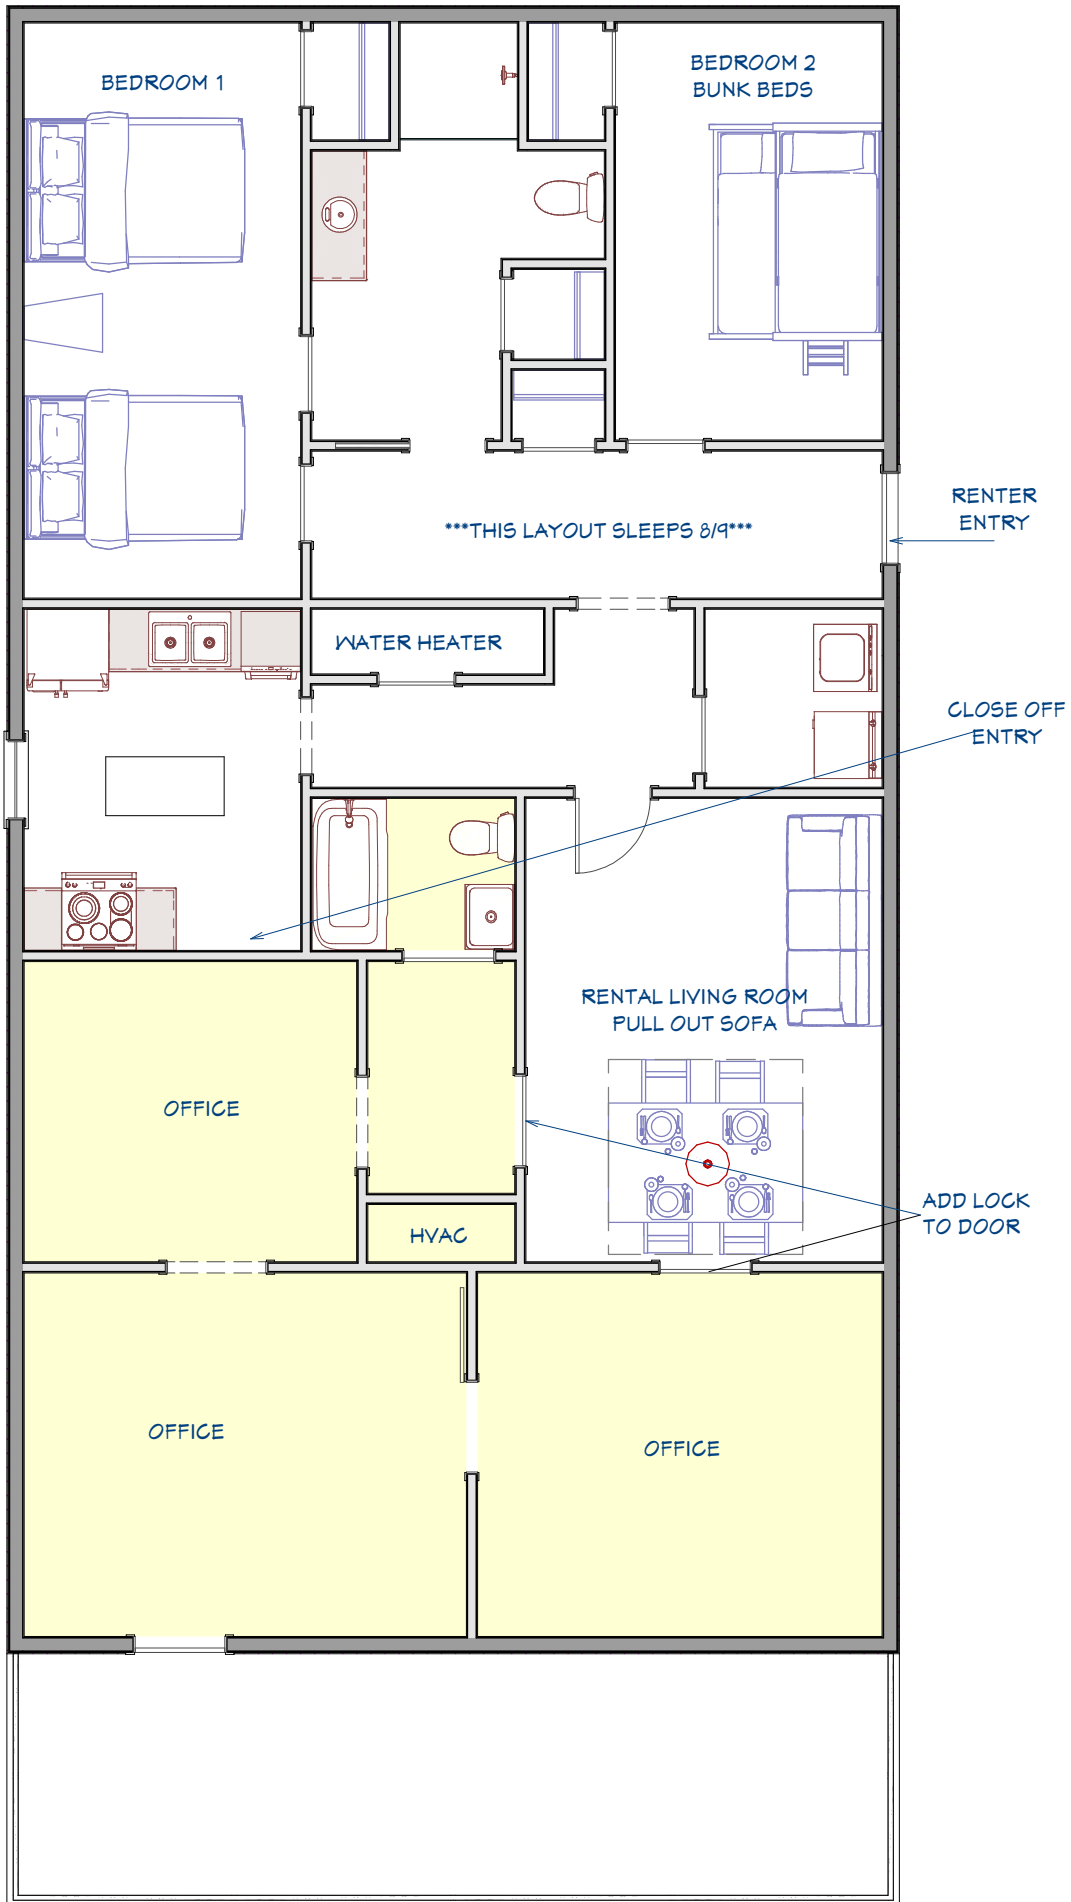 BEDROOM 1
BEDROOM 2
BUNK BEDS
RENTER
ENTRY
***THIS LAYOUT SLEEPS 8/9***
WATER HEATER
CLOSE OFF
ENTRY
RENTAL LIVING ROOM
PULL OUT SOFA
OFFICE
ADD LOCK
TO DOOR
HVAC
OFFICE
OFFICE